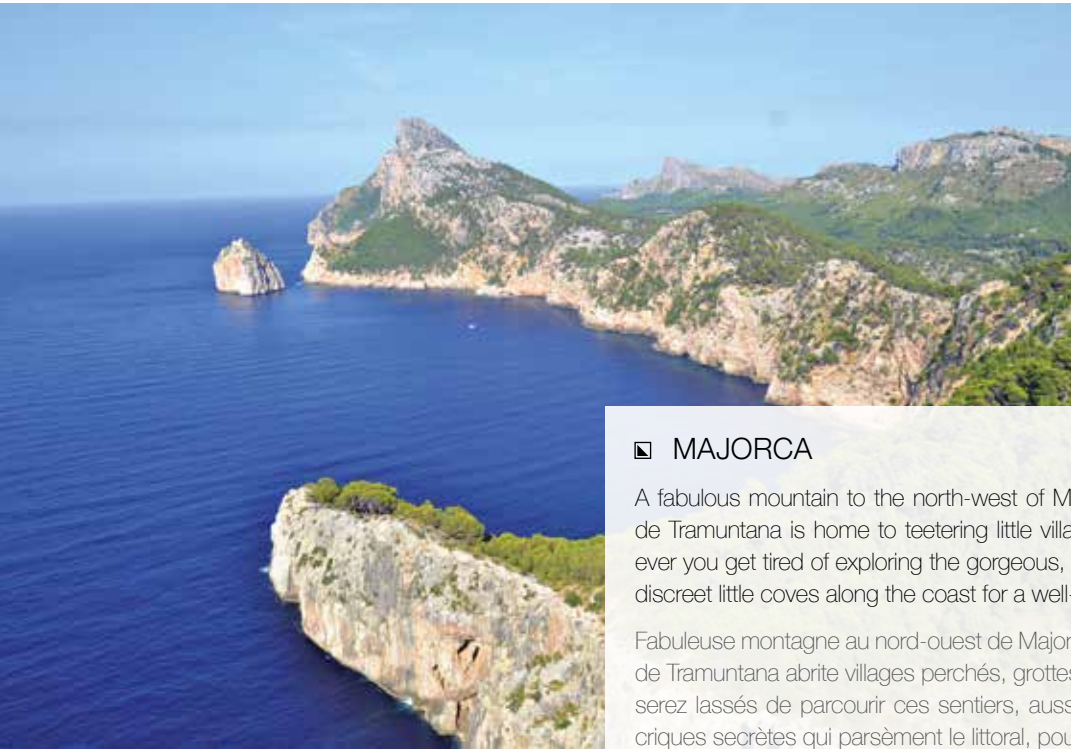 MAJORCA
A fabulous mountain to the north-west of M
de Tramuntana is home to teetering little villa
ever you get tired of exploring the gorgeous,
discreet little coves along the coast for a well-
Fabuleuse montagne au nord-ouest de Major
de Tramuntana abrite villages perchés, grottes
serez lassés de parcourir ces sentiers, auss
criques secrètes qui parsèment le littoral, pou